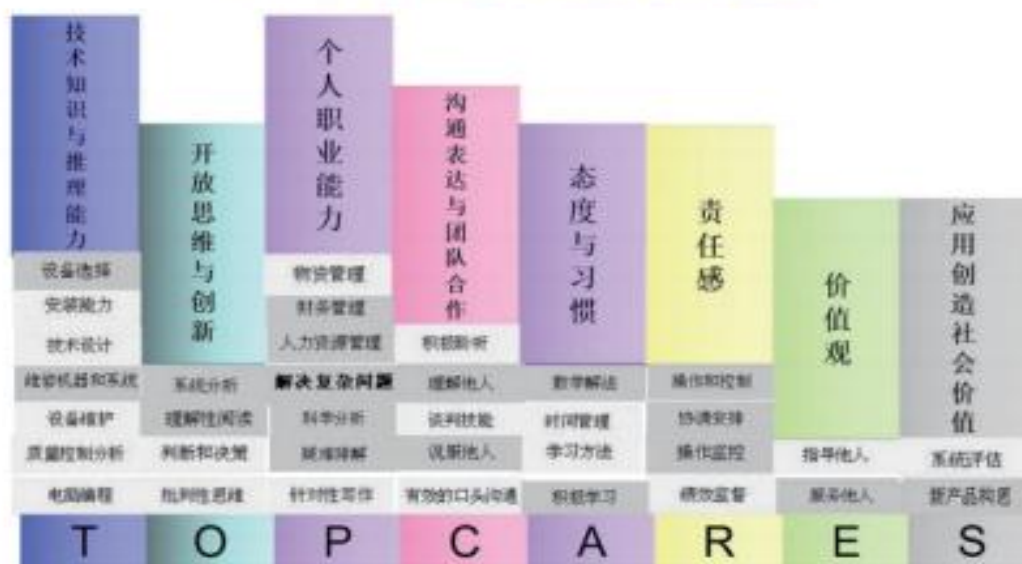 技术知识与推理能力
设备选择
安装能力
技术设计
维修机器和系统
设备维护
质量控制分析
电脑编程
T
开放思维与创新
系统分析
理解性阅读
判断和决策
批判性思维
O
个人职业能力
物资管理
财务管理
人力资源管理
解决复杂问题
科学分析
疑难排解
针对性写作
P
沟通表达与团队合作
积极聆听
理解他人
谈判技能
说服他人
有效的口头沟通
C
态度与习惯
数学解法
时间管理
学习方法
积极学习
A
责任感
操作和控制
协调安排
操作监控
绩效监督
R
价值观
指导他人
服务他人
E
应用创造社会价值
系统评估
新产品构思
S